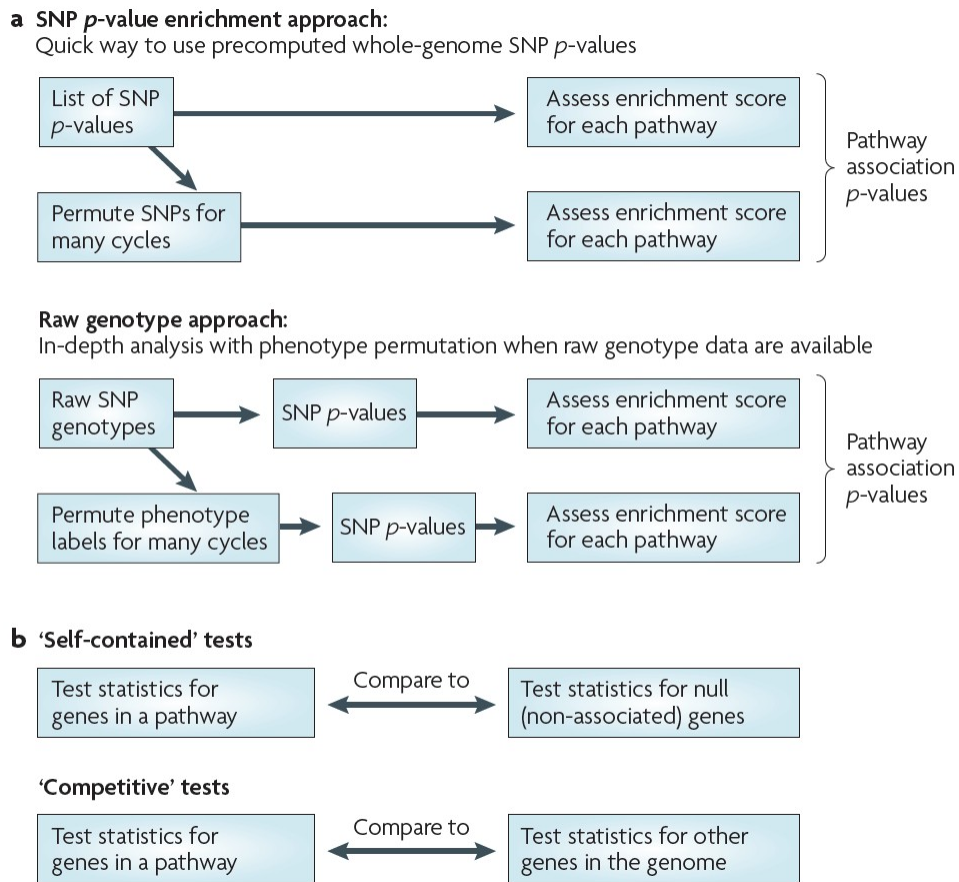 a SNP p-value enrichment approach:
Quick way to use precomputed whole-genome SNP p-values
List of SNP
p-values
Assess enrichment score
for each pathway
Permute SNPs for
many cycles
Assess enrichment score
for each pathway
Pathway
association
p-values
Raw genotype approach:
In-depth analysis with phenotype permutation when raw genotype data are available
Raw SNP
genotypes
SNP p-values
Assess enrichment score
for each pathway
Permute phenotype
labels for many cycles
SNP p-values
Assess enrichment score
for each pathway
Pathway
association
p-values
b ‘Self-contained’ tests
Test statistics for
genes in a pathway
Compare to
Test statistics for null
(non-associated) genes
‘Competitive’ tests
Test statistics for
genes in a pathway
Compare to
Test statistics for other
genes in the genome